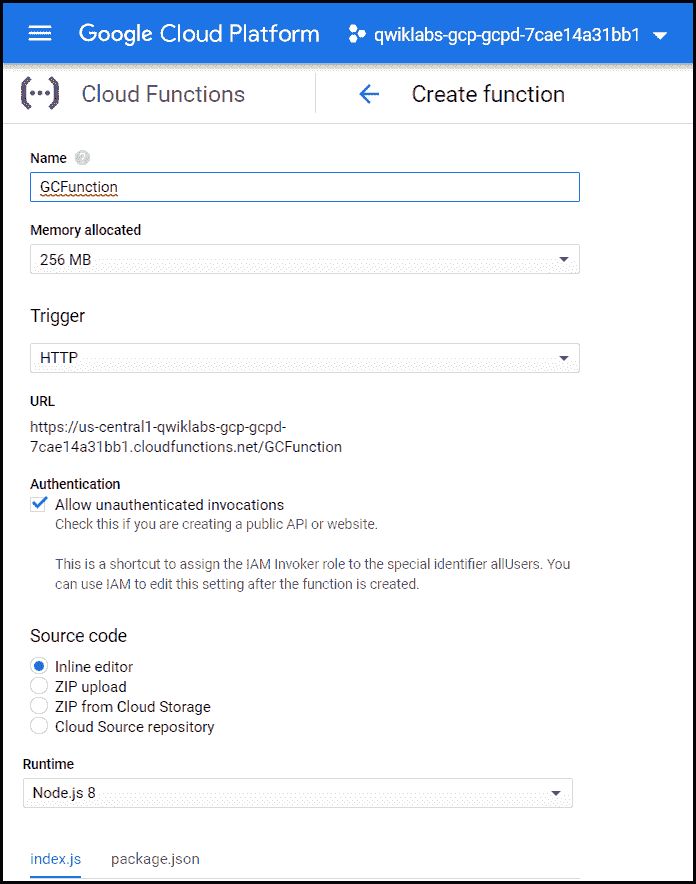 Google Cloud Platform qwiklabs-gcp-gcpd-7cae14a31bb1
Cloud Functions Create function
Name ?
GCFunction
Memory allocated
256 MB
Trigger
HTTP
URL
https://us-central1-qwiklabs-gcp-gcpd-
7cae14a31bb1.cloudfunctions.net/GCFunction
Authentication
Allow unauthenticated invocations
Check this if you are creating a public API or website.
This is a shortcut to assign the IAM Invoker role to the special identifier allUsers. You
can use IAM to edit this setting after the function is created.
Source code
Inline editor
ZIP upload
ZIP from Cloud Storage
Cloud Source repository
Runtime
Node.js 8
index.js package.json